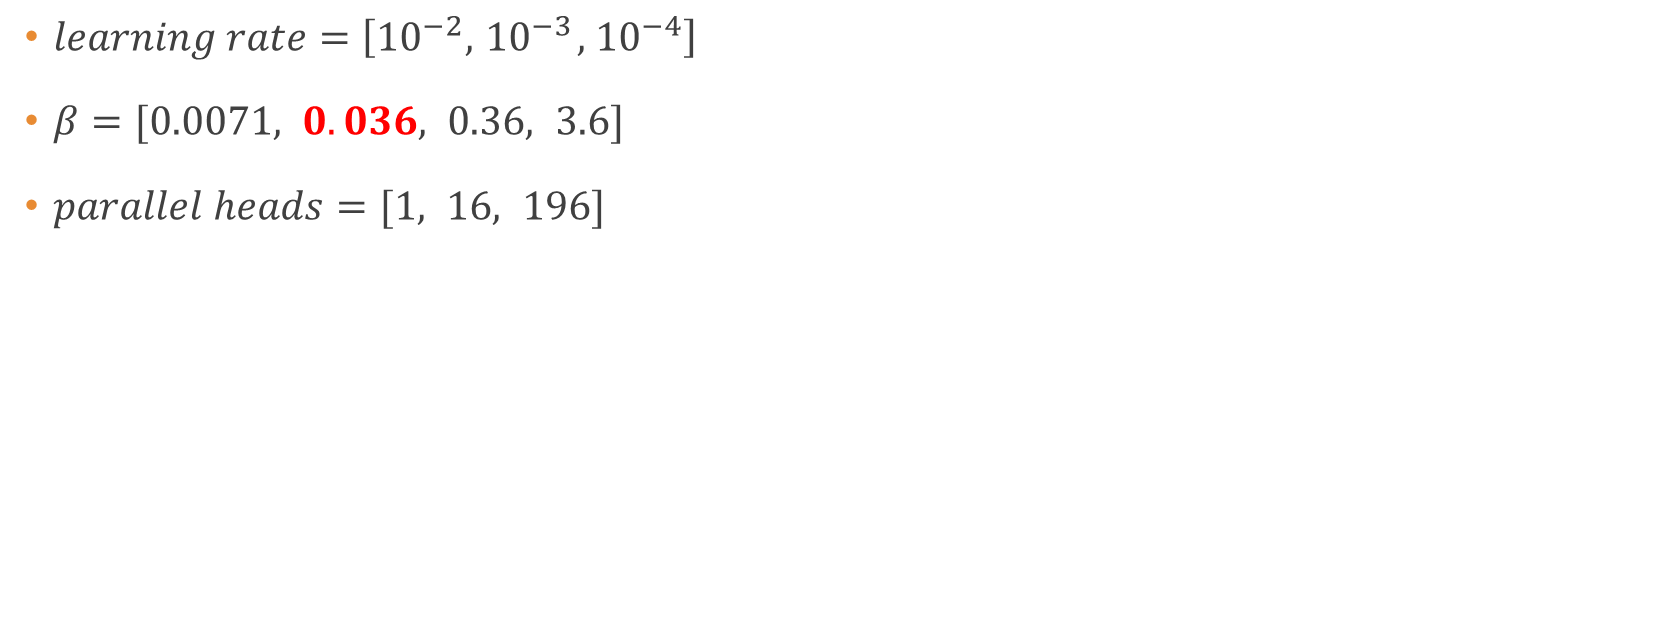 • learning rate = [10⁻², 10⁻³, 10⁻⁴]
• β = [0.0071, 0.036, 0.36, 3.6]
• parallel heads = [1, 16, 196]